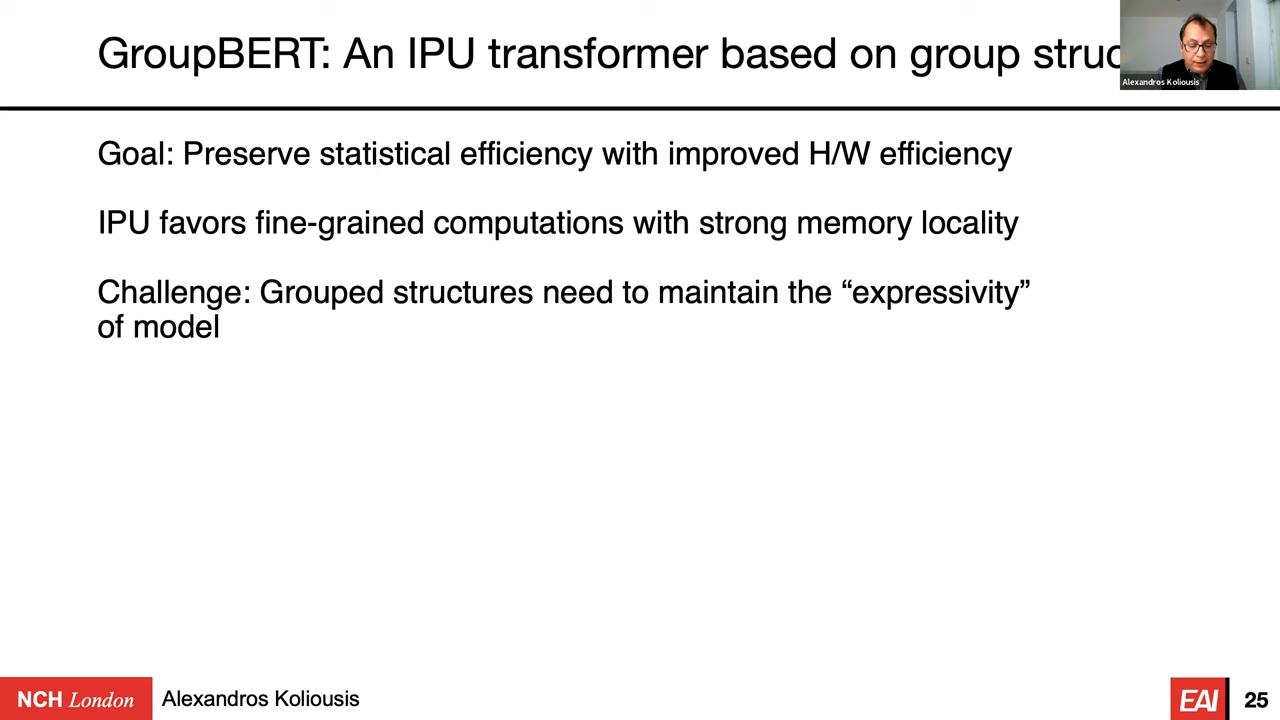 GroupBERT: An IPU transformer based on group struc
Alexandros Koliousis
Goal: Preserve statistical efficiency with improved H/W efficiency
IPU favors fine-grained computations with strong memory locality
Challenge: Grouped structures need to maintain the “expressivity”
of model
NCH London
Alexandros Koliousis
EAI
25